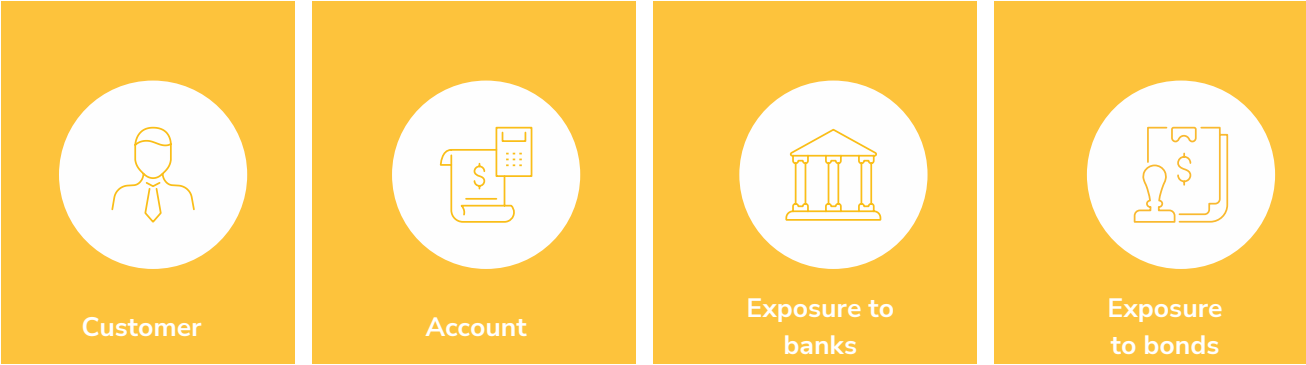 Customer
Account
Exposure to
banks
Exposure
to bonds
$
$